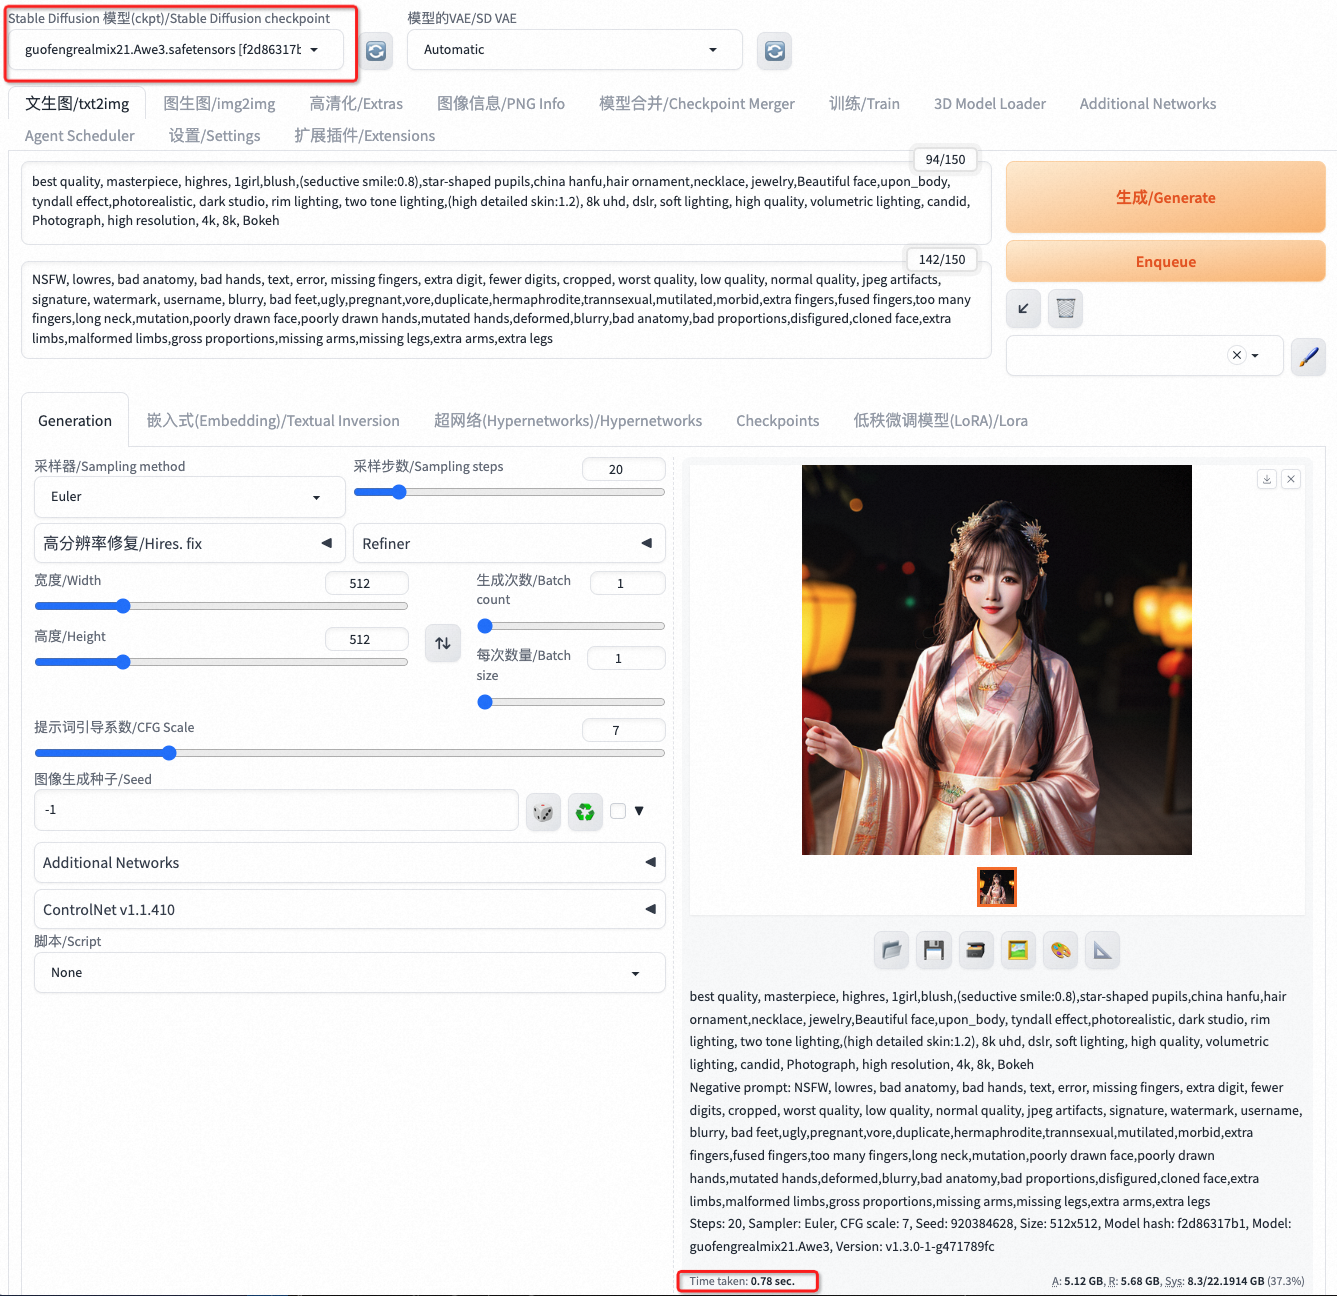 Stable Diffusion 模型(ckpt)/Stable Diffusion checkpoint
模型的VAE/SD VAE
guofengrealmix21.Awe3.safetensors [f2d86317b
Automatic
文生图/txt2img
图生图/img2img
高清化/Extras
图像信息/PNG Info
模型合并/Checkpoint Merger
训练/Train
3D Model Loader
Additional Networks
Agent Scheduler
设置/Settings
扩展插件/Extensions
94/150
best quality, masterpiece, highres, 1girl,blush,(seductive smile:0.8),star-shaped pupils,china hanfu,hair ornament,necklace, jewelry,Beautiful face,upon_body,
tyndall effect,photorealistic, dark studio, rim lighting, two tone lighting,(high detailed skin:1.2), 8k uhd, dslr, soft lighting, high quality, volumetric lighting, candid,
Photograph, high resolution, 4k, 8k, Bokeh
生成/Generate
142/150
Enqueue
NSFW, lowres, bad anatomy, bad hands, text, error, missing fingers, extra digit, fewer digits, cropped, worst quality, low quality, normal quality, jpeg artifacts,
signature, watermark, username, blurry, bad feet,ugly,pregnant,vore,duplicate,hermaphrodite,trannsexual,mutilated,morbid,extra fingers,fused fingers,too many
fingers,long neck,mutation,poorly drawn face,poorly drawn hands,mutated hands,deformed,blurry,bad anatomy,bad proportions,disfigured,cloned face,extra
limbs,malformed limbs,gross proportions,missing arms,missing legs,extra arms,extra legs
Generation
嵌入式(Embedding)/Textual Inversion
超网络(Hypernetworks)/Hypernetworks
Checkpoints
低秩微调模型(LoRA)/Lora
采样器/Sampling method
采样步数/Sampling steps
20
Euler
高分辨率修复/Hires. fix
Refiner
宽度/Width
512
生成次数/Batch
count
1
高度/Height
512
每次数量/Batch
size
1
提示词引导系数/CFG Scale
7
图像生成种子/Seed
-1
Additional Networks
ControlNet v1.1.410
脚本/Script
None
best quality, masterpiece, highres, 1girl,blush,(seductive smile:0.8),star-shaped pupils,china hanfu,hair
ornament,necklace, jewelry,Beautiful face,upon_body, tyndall effect,photorealistic, dark studio, rim
lighting, two tone lighting,(high detailed skin:1.2), 8k uhd, dslr, soft lighting, high quality, volumetric
lighting, candid, Photograph, high resolution, 4k, 8k, Bokeh
Negative prompt: NSFW, lowres, bad anatomy, bad hands, text, error, missing fingers, extra digit, fewer
digits, cropped, worst quality, low quality, normal quality, jpeg artifacts, signature, watermark, username,
blurry, bad feet,ugly,pregnant,vore,duplicate,hermaphrodite,trannsexual,mutilated,morbid,extra
fingers,fused fingers,too many fingers,long neck,mutation,poorly drawn face,poorly drawn
hands,mutated hands,deformed,blurry,bad anatomy,bad proportions,disfigured,cloned face,extra
limbs,malformed limbs,gross proportions,missing arms,missing legs,extra arms,extra legs
Steps: 20, Sampler: Euler, CFG scale: 7, Seed: 920384628, Size: 512x512, Model hash: f2d86317b1, Model:
guofengrealmix21.Awe3, Version: v1.3.0-1-g471789fc
Time taken: 0.78 sec.
A: 5.12 GB, R: 5.68 GB, Sys: 8.3/22.1914 GB (37.3%)